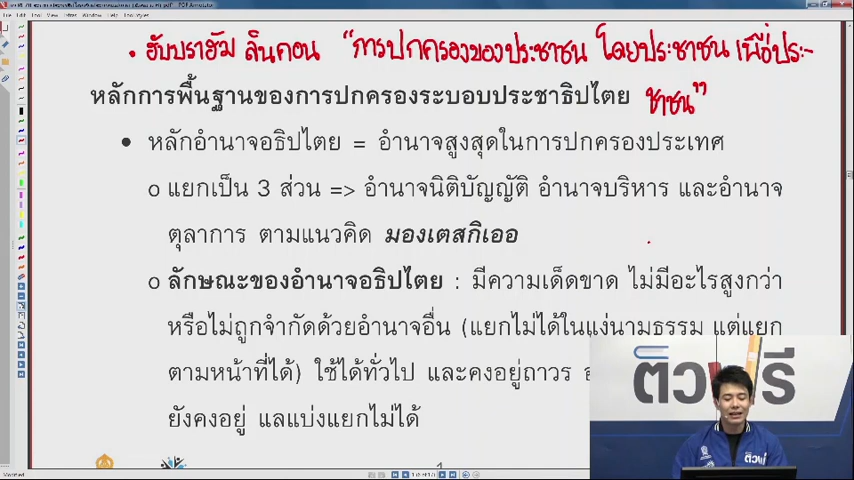 File Edit View Extras Window Help ToolStyles
• อับบราฮัม ลินคอน "การปกครองของประชาชน โดยประชาชน เพื่อประ-
หลักการพื้นฐานของการปกครองระบอบประชาธิปไตย ชาชน"
• หลักอำนาจอธิปไตย = อำนาจสูงสุดในการปกครองประเทศ
o แยกเป็น 3 ส่วน => อำนาจนิติบัญญัติ อำนาจบริหาร และอำนาจ
ตุลาการ ตามแนวคิด มองเตสกิเออ
o ลักษณะของอำนาจอธิปไตย : มีความเด็ดขาด ไม่มีอะไรสูงกว่า
หรือไม่ถูกจำกัดด้วยอำนาจอื่น (แยกไม่ได้ในแง่นามธรรม แต่แยก
ตามหน้าที่ได้) ใช้ได้ทั่วไป และคงอยู่ถาวร
ยังคงอยู่ แลแบ่งแยกไม่ได้
ติวฟรี
ติวฟรี
Modified